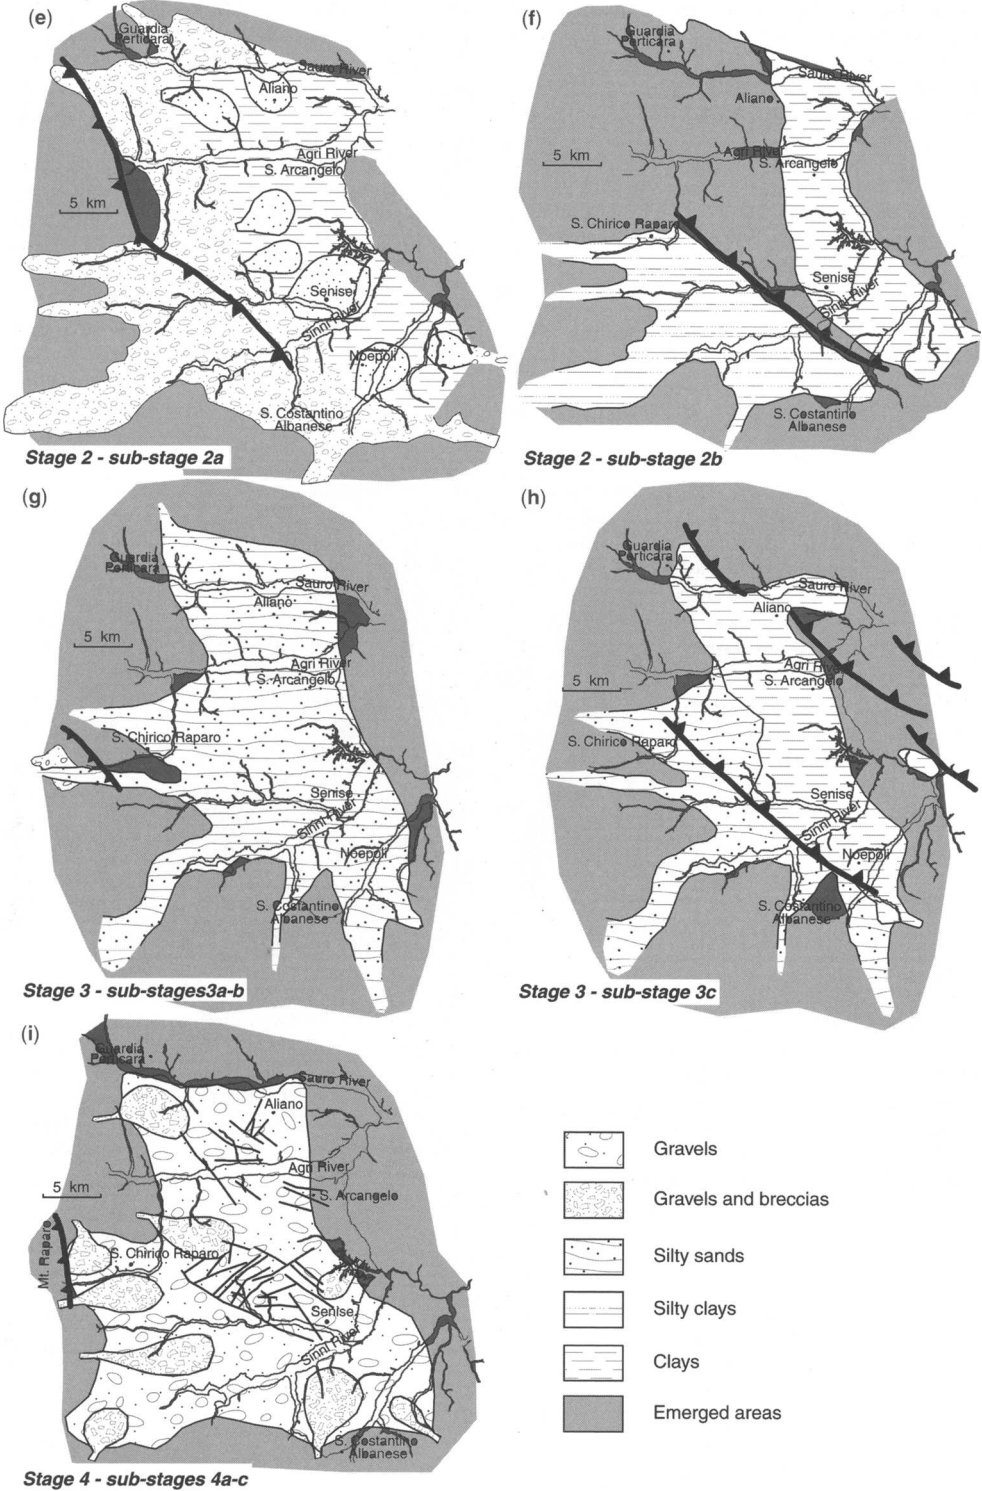 (e)
Guardia
Perticara
Sauro River
Aliano
Agri River
S. Arcangelo
5 km
Senise
Sinni River
Noepoli
S. Costantino
Albanese
Stage 2 - sub-stage 2a
(f)
Guardia
Perticara
Sauro River
Aliano
Agri River
S. Arcangelo
5 km
S. Chirico Raparo
Senise
Sinni River
S. Costantino
Albanese
Stage 2 - sub-stage 2b
(g)
Guardia
Perticara
Sauro River
Aliano
5 km
Agri River
S. Arcangelo
S. Chirico Raparo
Senise
Sinni River
Noepoli
S. Costantino
Albanese
Stage 3 - sub-stages3a-b
(h)
Guardia
Perticara
Sauro River
Aliano
Agri River
S. Arcangelo
5 km
S. Chirico Raparo
Senise
Sinni River
Noepoli
S. Costantino
Albanese
Stage 3 - sub-stage 3c
(i)
Guardia
Perticara
Sauro River
Aliano
Agri River
5 km
S. Arcangelo
Mt. Raparo
S. Chirico Raparo
Senise
Sinni River
S. Costantino
Albanese
Stage 4 - sub-stages 4a-c
Gravels
Gravels and breccias
Silty sands
Silty clays
Clays
Emerged areas